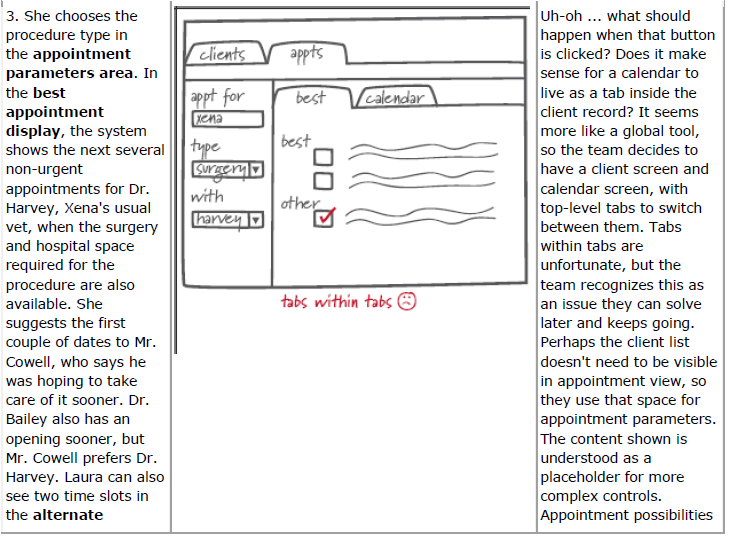 3. She chooses the
procedure type in
the appointment
parameters area. In
the best
appointment
display, the system
shows the next several
non-urgent
appointments for Dr.
Harvey, Xena's usual
vet, when the surgery
and hospital space
required for the
procedure are also
available. She
suggests the first
couple of dates to Mr.
Cowell, who says he
was hoping to take
care of it sooner. Dr.
Bailey also has an
opening sooner, but
Mr. Cowell prefers Dr.
Harvey. Laura can also
see two time slots in
the alternate
clients
appts
appt for
xena
type
surgery
with
harvey
best
calendar
best
other
tabs within tabs
Uh-oh ... what should
happen when that button
is clicked? Does it make
sense for a calendar to
live as a tab inside the
client record? It seems
more like a global tool,
so the team decides to
have a client screen and
calendar screen, with
top-level tabs to switch
between them. Tabs
within tabs are
unfortunate, but the
team recognizes this as
an issue they can solve
later and keeps going.
Perhaps the client list
doesn't need to be visible
in appointment view, so
they use that space for
appointment parameters.
The content shown is
understood as a
placeholder for more
complex controls.
Appointment possibilities